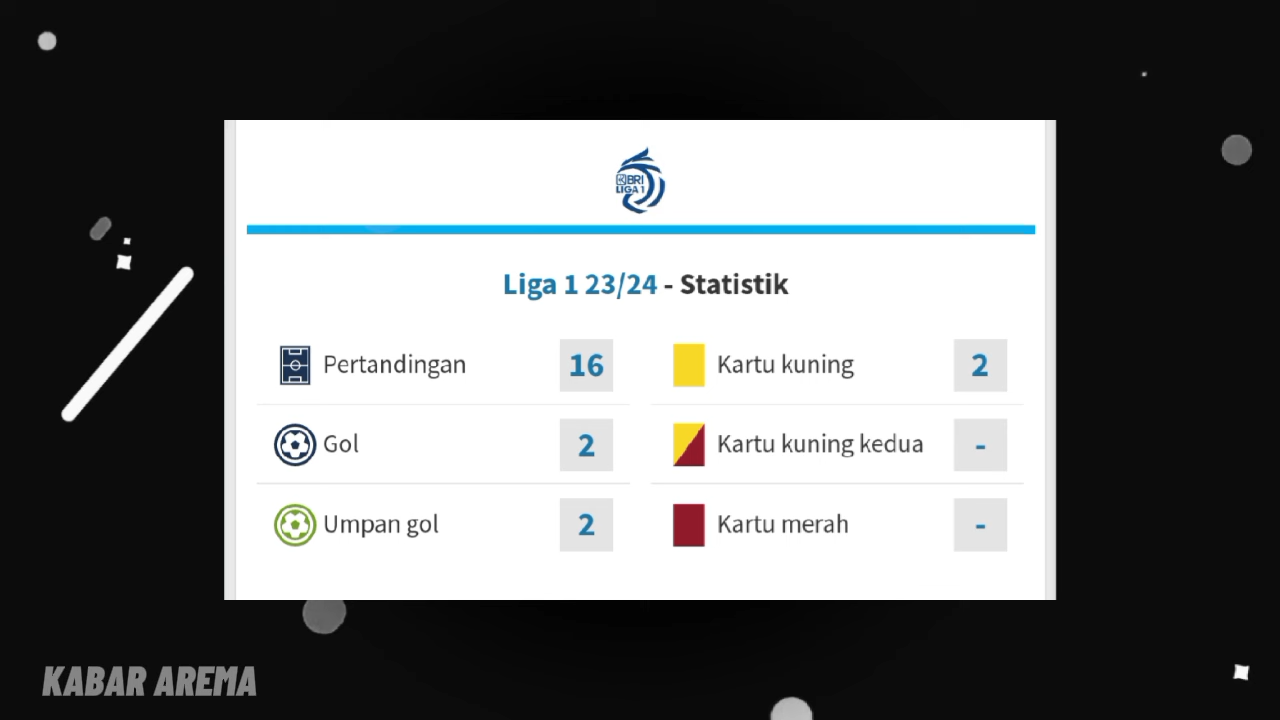 BRI
LIGA 1
Liga 1 23/24 - Statistik
Pertandingan 16
Kartu kuning 2
Gol 2
Kartu kuning kedua -
Umpan gol 2
Kartu merah -
KABAR AREMA